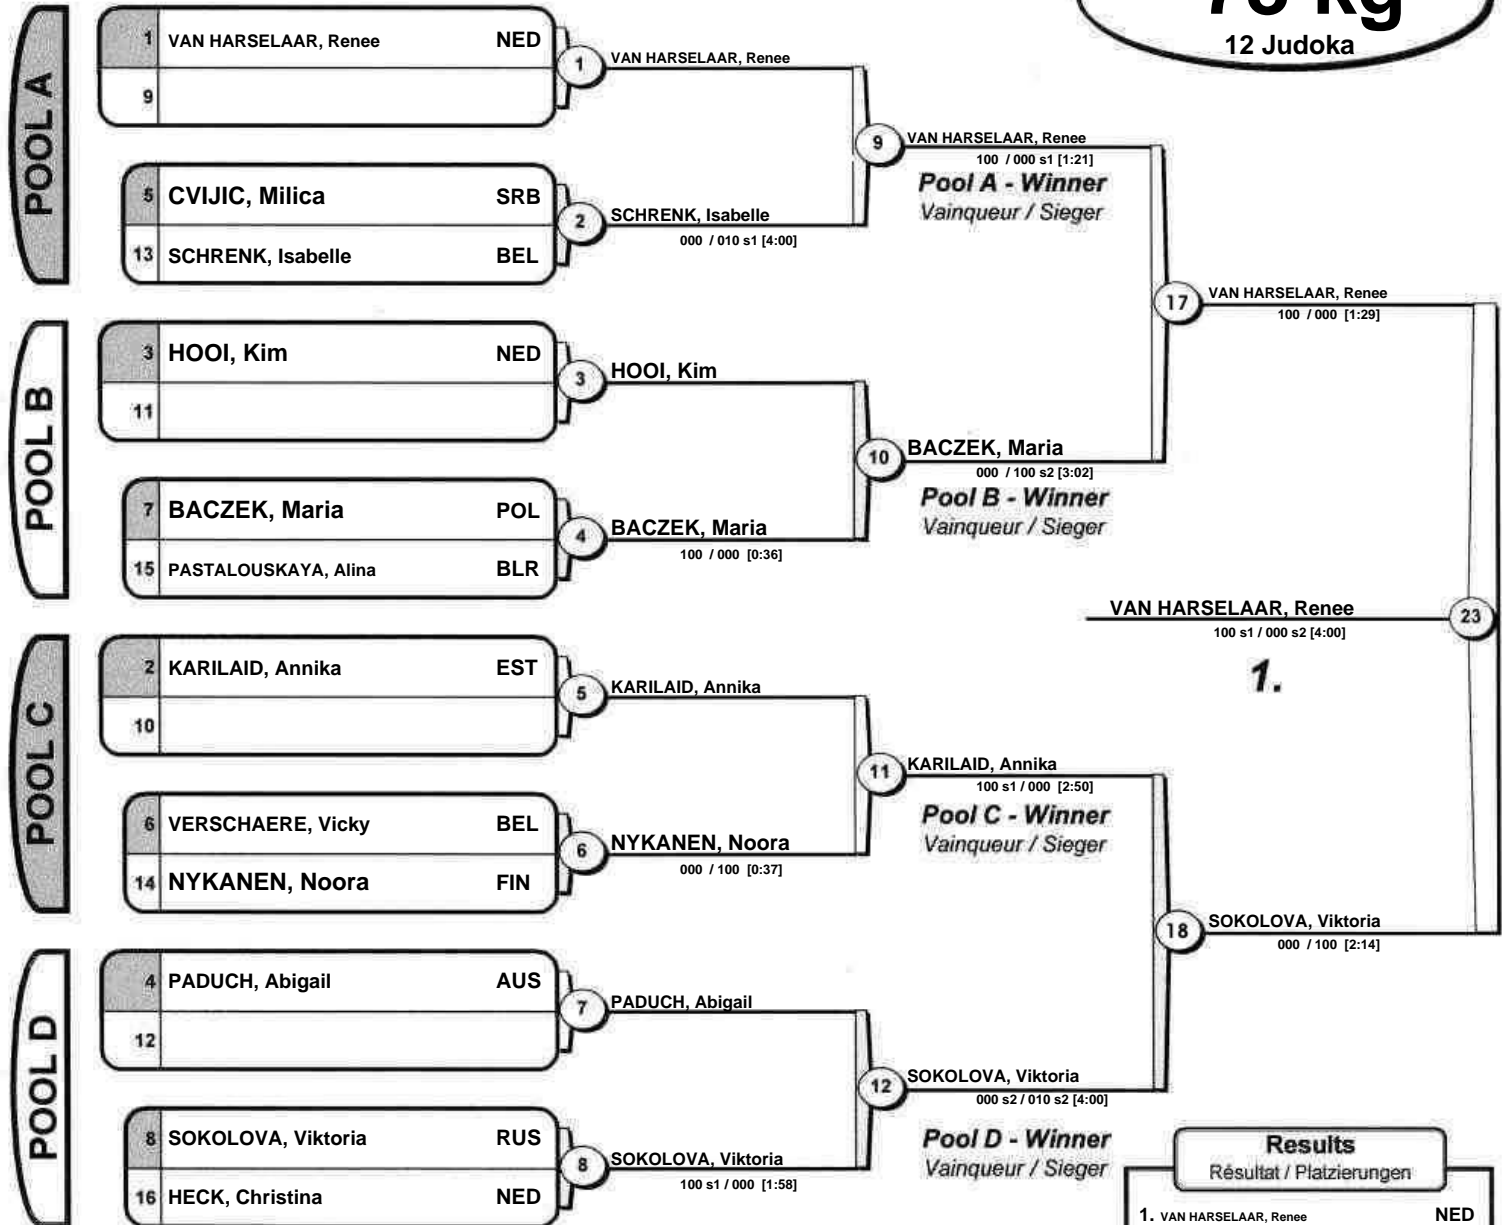 78 kg
12 Judoka
POOL A
1 VAN HARSELAAR, Renee NED
9
1 VAN HARSELAAR, Renee
5 CVIJIC, Milica SRB
13 SCHRENK, Isabelle BEL
2 SCHRENK, Isabelle
000 / 010 s1 [4:00]
9 VAN HARSELAAR, Renee
100 / 000 s1 [1:21]
Pool A - Winner
Vainqueur / Sieger
POOL B
3 HOOI, Kim NED
11
3 HOOI, Kim
7 BACZEK, Maria POL
15 PASTALOUSKAYA, Alina BLR
4 BACZEK, Maria
100 / 000 [0:36]
10 BACZEK, Maria
000 / 100 s2 [3:02]
Pool B - Winner
Vainqueur / Sieger
17 VAN HARSELAAR, Renee
100 / 000 [1:29]
VAN HARSELAAR, Renee 23
100 s1 / 000 s2 [4:00]
1.
POOL C
2 KARILAID, Annika EST
10
5 KARILAID, Annika
6 VERSCHAERE, Vicky BEL
14 NYKANEN, Noora FIN
6 NYKANEN, Noora
000 / 100 [0:37]
11 KARILAID, Annika
100 s1 / 000 [2:50]
Pool C - Winner
Vainqueur / Sieger
18 SOKOLOVA, Viktoria
000 / 100 [2:14]
POOL D
4 PADUCH, Abigail AUS
12
7 PADUCH, Abigail
8 SOKOLOVA, Viktoria RUS
16 HECK, Christina NED
8 SOKOLOVA, Viktoria
100 s1 / 000 [1:58]
12 SOKOLOVA, Viktoria
000 s2 / 010 s2 [4:00]
Pool D - Winner
Vainqueur / Sieger
Results
Résultat / Platzierungen
1. VAN HARSELAAR, Renee NED